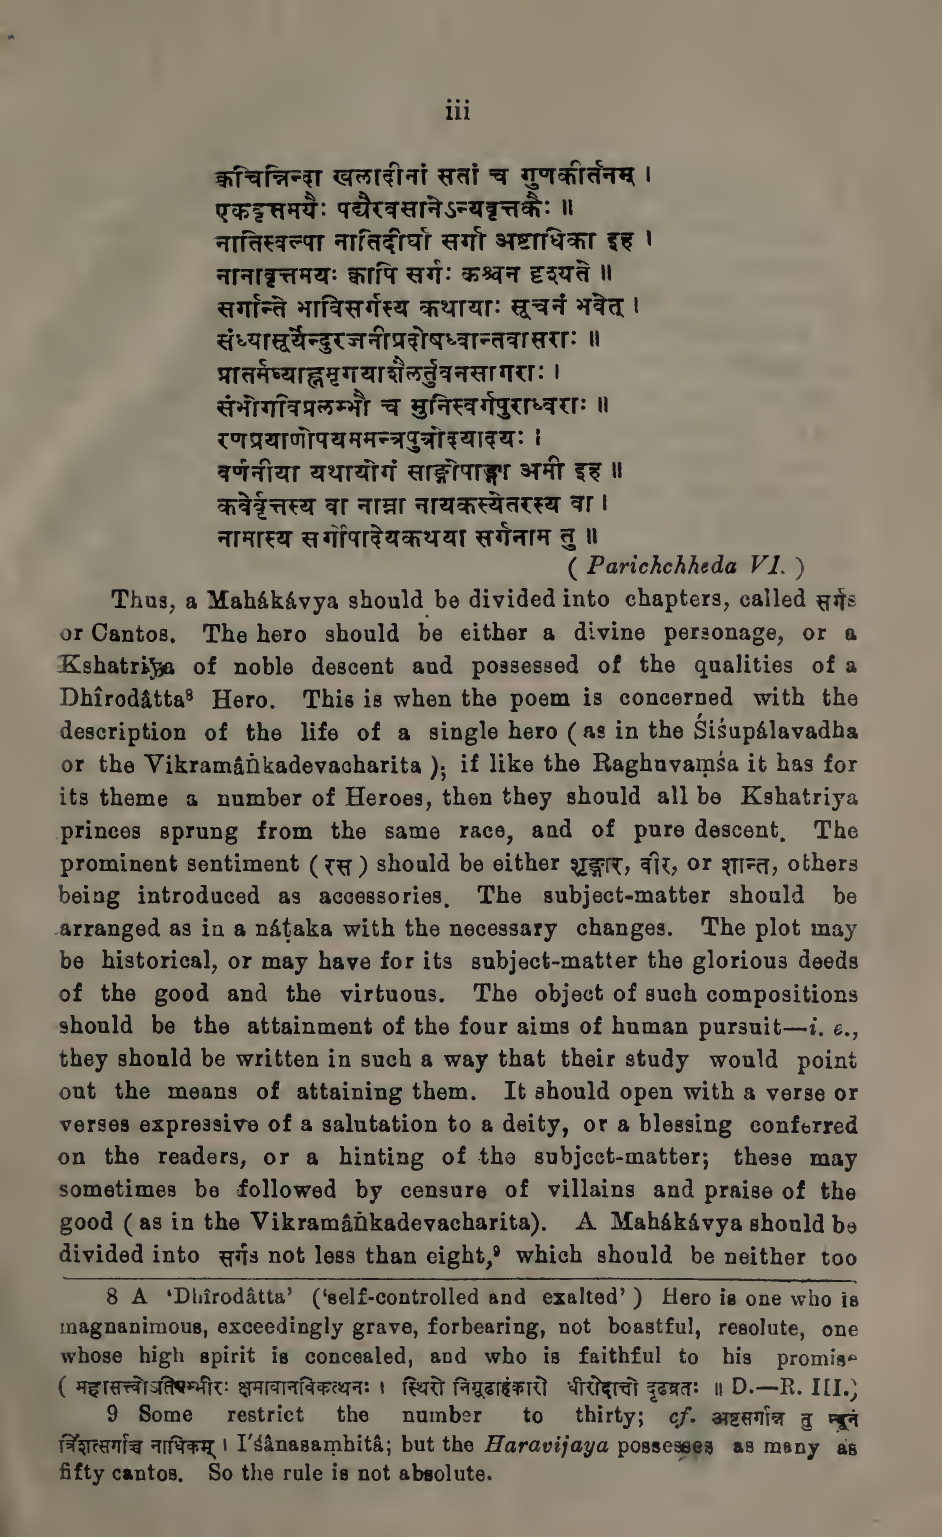 iii
क्वचिन्निन्दा खलादीनां सतां च गुणकीर्तनम् ।
एकवृत्तमयैः पद्यैरवसानेऽन्यवृत्तकैः ॥
नातिस्वल्पा नातिदीर्घा सर्गा अष्टाधिका इह ।
नानावृत्तमयः क्वापि सर्गः कश्चन दृश्यते ॥
सर्गान्ते भाविसर्गस्य कथायाः सूचनं भवेत् ।
संध्यासूर्येन्दुरजनीप्रदोषध्वान्तवासराः ॥
प्रातर्मध्याह्नमृगयाशैलर्तुवनसागराः ।
संभोगविप्रलम्भौ च मुनिस्वर्गपुराध्वराः ॥
रणप्रयाणोपयममन्त्रपुत्रोदयादयः ।
वर्णनीया यथायोगं साङ्गोपाङ्गा अमी इह ॥
कवेर्वृत्तस्य वा नाम्ना नायकस्येतरस्य वा ।
नामास्य सर्गोपादेयकथया सर्गनाम तु ॥
( Parichchheda VI. )
Thus, a Mahákávya should be divided into chapters, called सर्गs
or Cantos. The hero should be either a divine personage, or a
Kshatriya of noble descent and possessed of the qualities of a
Dhîrodâtta⁸ Hero. This is when the poem is concerned with the
description of the life of a single hero ( as in the Śiśupálavadha
or the Vikramâṅkadevacharita ); if like the Raghuvaṃśa it has for
its theme a number of Heroes, then they should all be Kshatriya
princes sprung from the same race, and of pure descent. The
prominent sentiment ( रस ) should be either शृङ्गार, वीर, or शान्त, others
being introduced as accessories. The subject-matter should be
arranged as in a náṭaka with the necessary changes. The plot may
be historical, or may have for its subject-matter the glorious deeds
of the good and the virtuous. The object of such compositions
should be the attainment of the four aims of human pursuit—i. e.,
they should be written in such a way that their study would point
out the means of attaining them. It should open with a verse or
verses expressive of a salutation to a deity, or a blessing conferred
on the readers, or a hinting of the subject-matter; these may
sometimes be followed by censure of villains and praise of the
good ( as in the Vikramâṅkadevacharita). A Mahákávya should be
divided into सर्गs not less than eight,⁹ which should be neither too
8 A ‘Dhîrodâtta’ (‘self-controlled and exalted’ ) Hero is one who is
magnanimous, exceedingly grave, forbearing, not boastful, resolute, one
whose high spirit is concealed, and who is faithful to his promise
( महासत्त्वोऽतिगम्भीरः क्षमावानविकत्थनः । स्थिरो निगूढाहंकारो धीरोदात्तो दृढव्रतः ॥ D.—R. III.)
9 Some restrict the number to thirty; cf. अष्टसर्गान्न तु न्यूनं
त्रिंशत्सर्गाच्च नाधिकम् । I'śânasaṃhitâ; but the Haravijaya possesses as many as
fifty cantos. So the rule is not absolute.